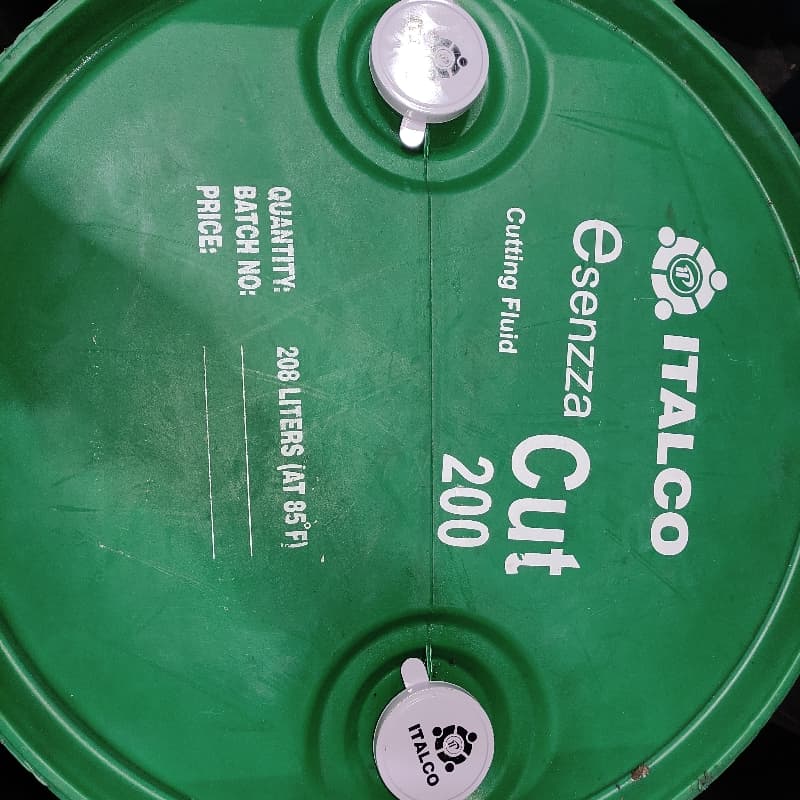 ITALCO
esenzza Cut
Cutting Fluid 200
QUANTITY: 208 LITERS (AT 85°F)
BATCH NO:
PRICE:
ITALCO